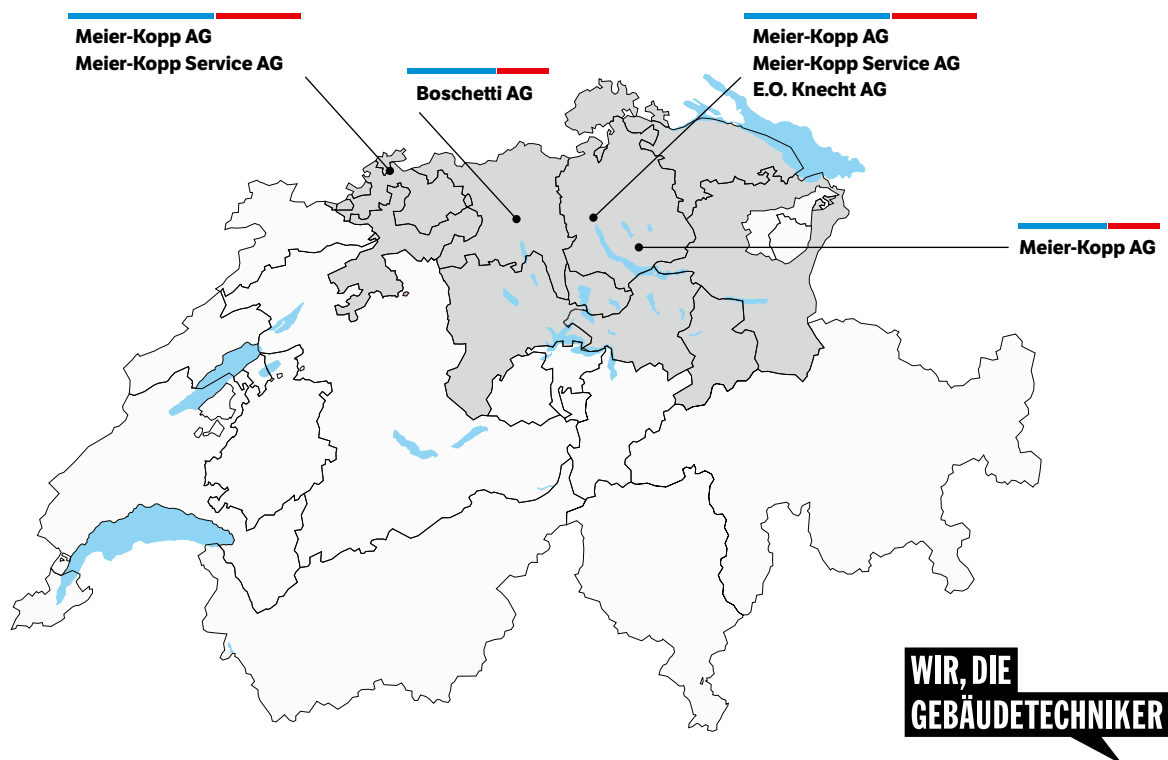 Meier-Kopp AG
Meier-Kopp Service AG
Boschetti AG
Meier-Kopp AG
Meier-Kopp Service AG
E.O. Knecht AG
Meier-Kopp AG
WIR, DIE
GEBÄUDETECHNIKER